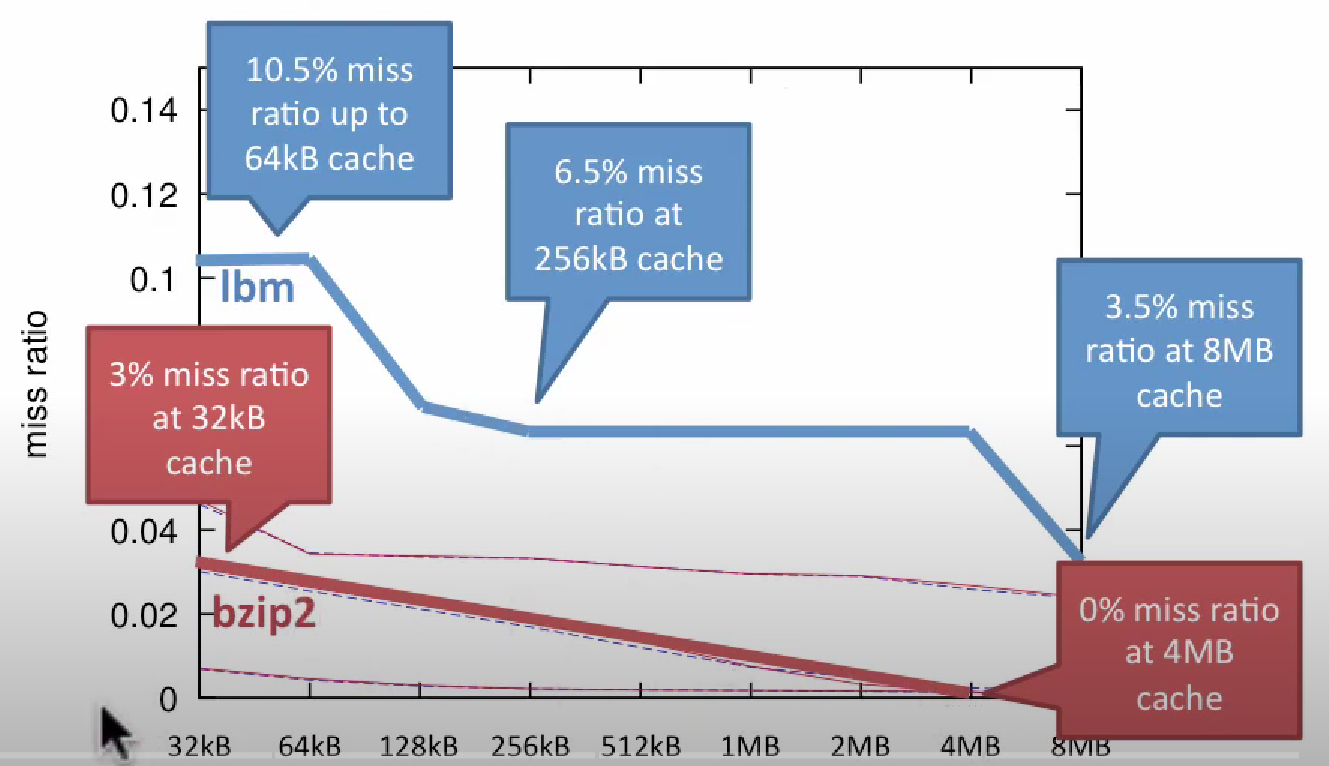 10.5% miss
ratio up to
64kB cache
6.5% miss
ratio at
256kB cache
3.5% miss
ratio at 8MB
cache
3% miss ratio
at 32kB
cache
0% miss ratio
at 4MB
cache
lbm
bzip2
miss ratio
0.14
0.12
0.1
0.04
0.02
0
32kB 64kB 128kB 256kB 512kB 1MB 2MB 4MB 8MB